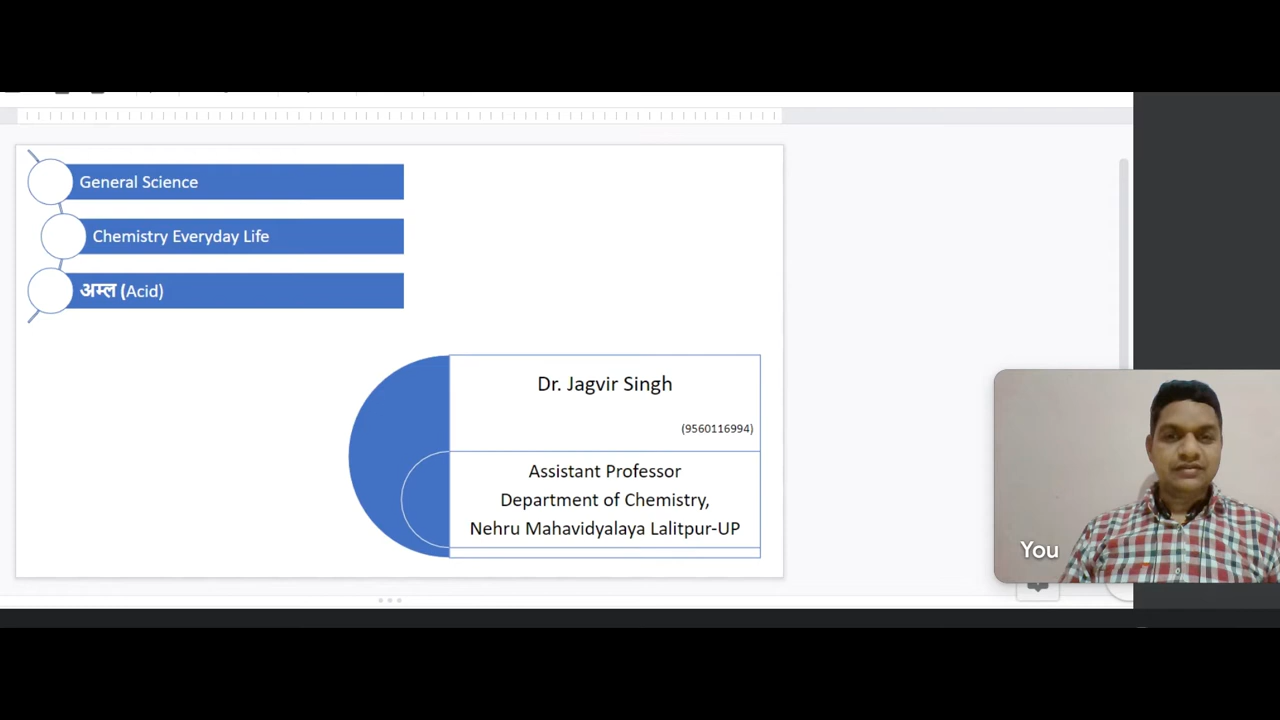 General Science
Chemistry Everyday Life
अम्ल (Acid)
Dr. Jagvir Singh
(9560116994)
Assistant Professor
Department of Chemistry,
Nehru Mahavidyalaya Lalitpur-UP
You